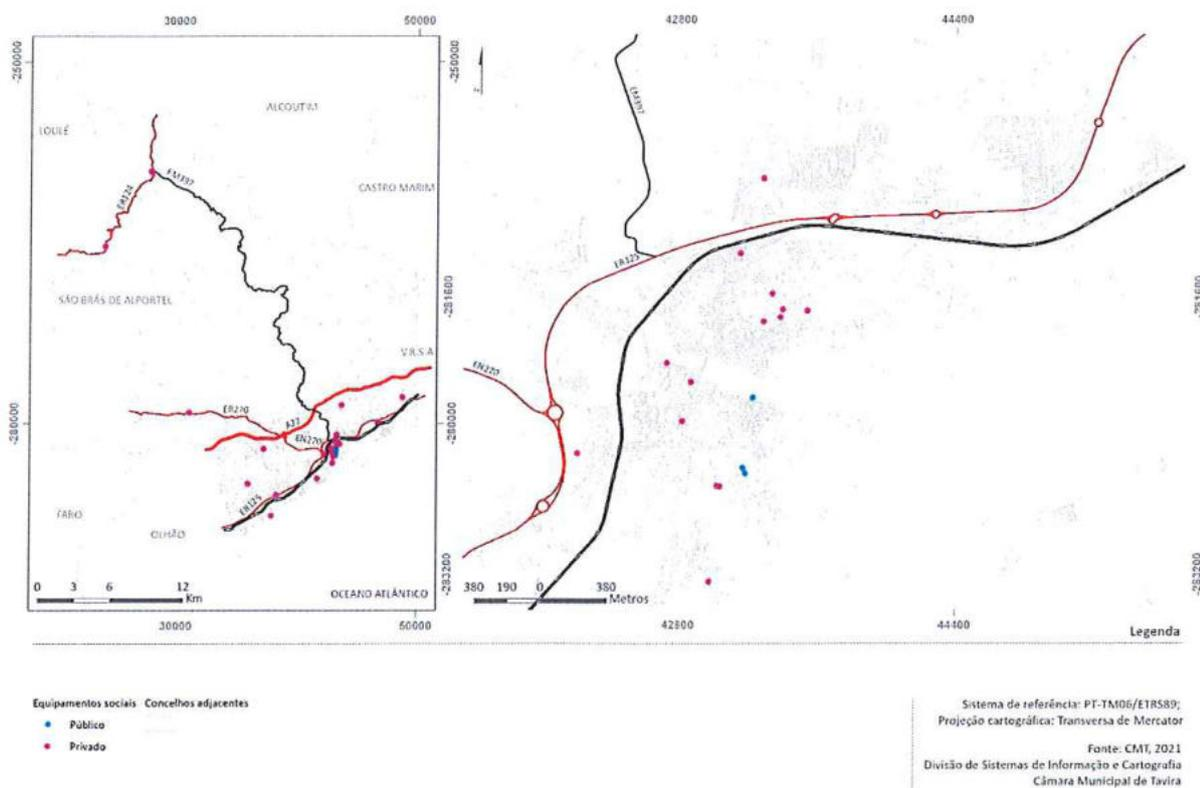 30000 50000
42800 44400
-250000
-250000
ALCOUTIM
LOULÉ
EM397
ER124
CASTRO MARIM
SÃO BRÁS DE ALPORTEL
V.R.S.A
ER270
A22
EN270
ER125
FARO
OLHÃO
-280000
-280000
0 3 6 12
Km
OCEANO ATLÂNTICO
30000 50000
EM397
ER125
EN270
-281600
-281600
-283200
-283200
380 190 0 380
Metros
42800 44400
Legenda
Equipamentos sociais Concelhos adjacentes
Público
Privado
Sistema de referência: PT-TM06/ETRS89;
Projeção cartográfica: Transversa de Mercator
Fonte: CMT, 2021
Divisão de Sistemas de Informação e Cartografia
Câmara Municipal de Tavira